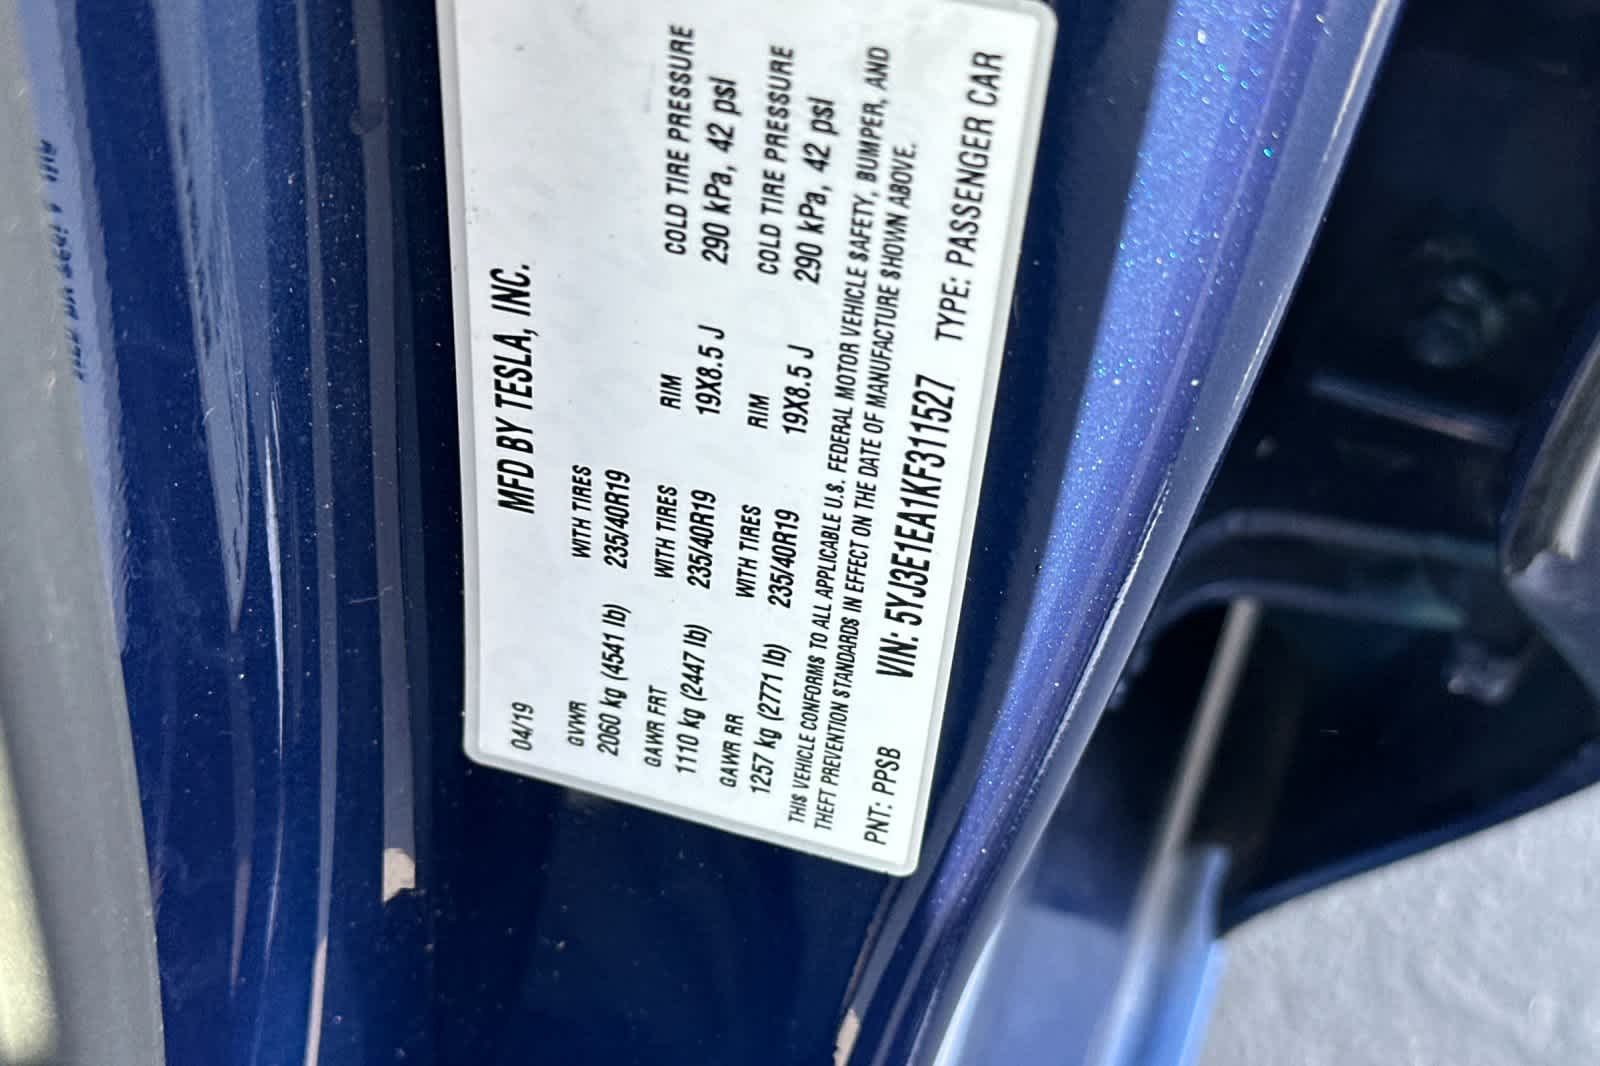 MFD BY TESLA, INC.
04/19
GVWR WITH TIRES
2060 kg (4541 lb) 235/40R19
GAWR FRT WITH TIRES RIM COLD TIRE PRESSURE
1110 kg (2447 lb) 235/40R19 19X8.5 J 290 kPa, 42 psi
GAWR RR WITH TIRES RIM COLD TIRE PRESSURE
1257 kg (2771 lb) 235/40R19 19X8.5 J 290 kPa, 42 psi
THIS VEHICLE CONFORMS TO ALL APPLICABLE U.S. FEDERAL MOTOR VEHICLE SAFETY, BUMPER, AND
THEFT PREVENTION STANDARDS IN EFFECT ON THE DATE OF MANUFACTURE SHOWN ABOVE.
PNT: PPSB VIN: 5YJ3E1EA1KF311527 TYPE: PASSENGER CAR